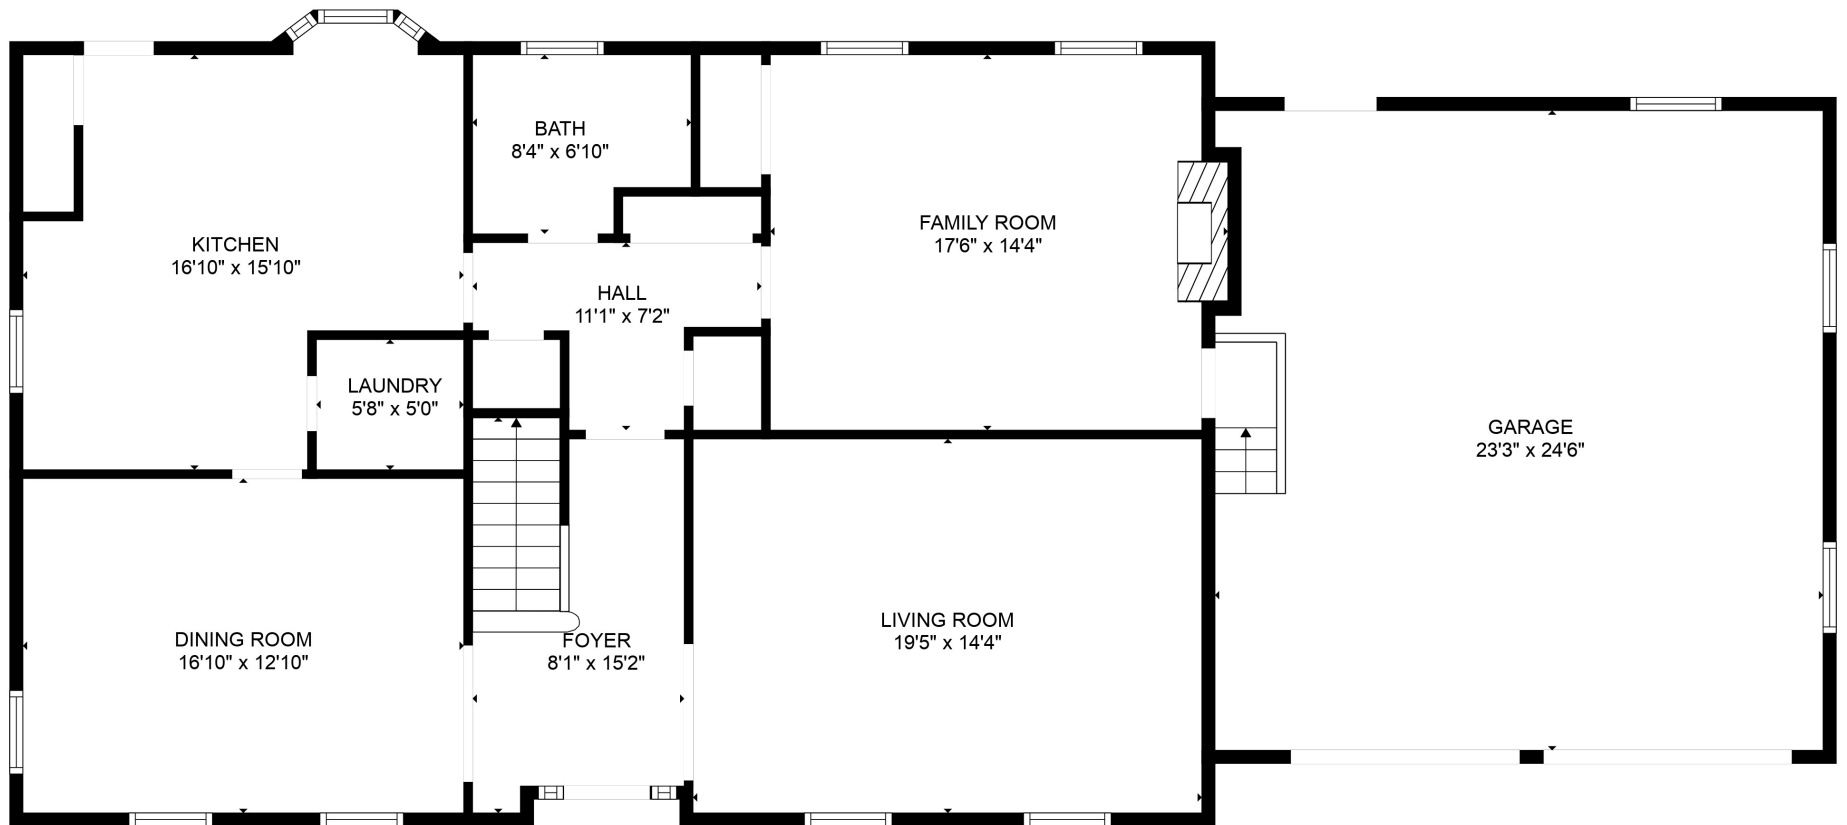 BATH
8'4" x 6'10"
KITCHEN
16'10" x 15'10"
FAMILY ROOM
17'6" x 14'4"
HALL
11'1" x 7'2"
LAUNDRY
5'8" x 5'0"
GARAGE
23'3" x 24'6"
DINING ROOM
16'10" x 12'10"
FOYER
8'1" x 15'2"
LIVING ROOM
19'5" x 14'4"